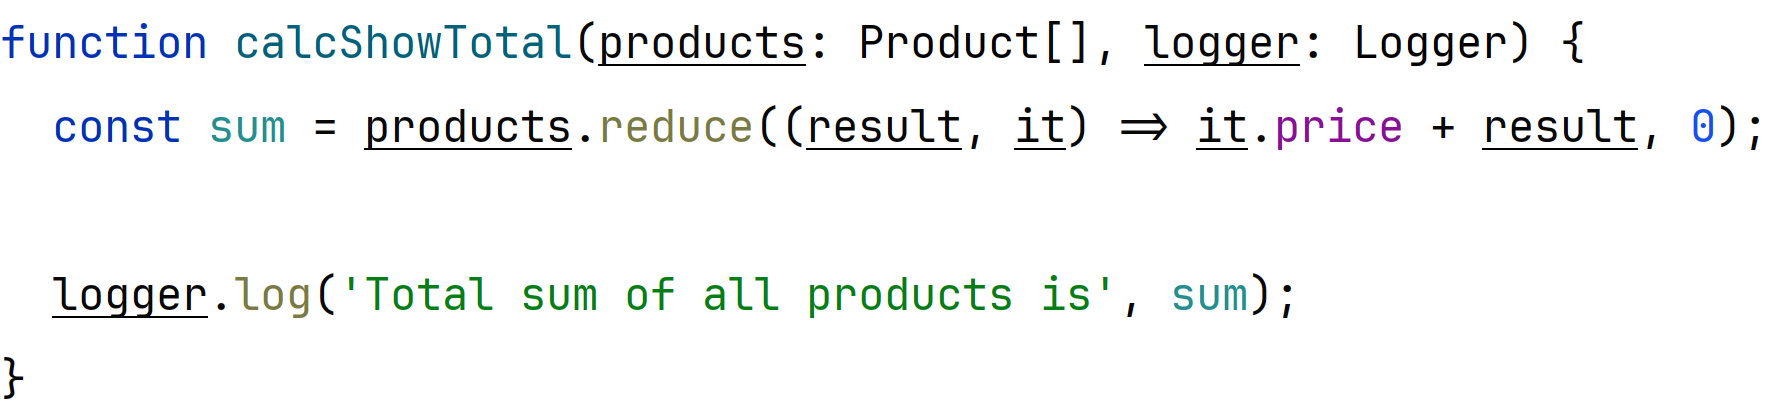 function calcShowTotal(products: Product[], logger: Logger) {
  const sum = products.reduce((result, it) => it.price + result, 0);

  logger.log('Total sum of all products is', sum);
}